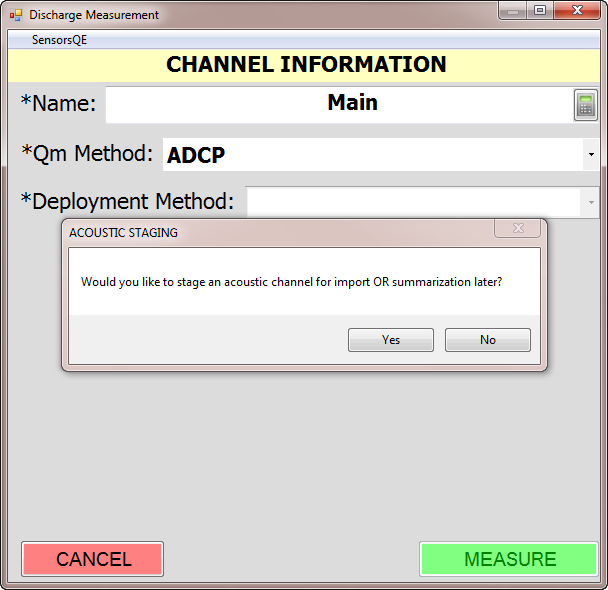 Discharge Measurement
SensorsQE
CHANNEL INFORMATION
*Name: Main
*Qm Method: ADCP
*Deployment Method:
ACOUSTIC STAGING
Would you like to stage an acoustic channel for import OR summarization later?
Yes No
CANCEL MEASURE